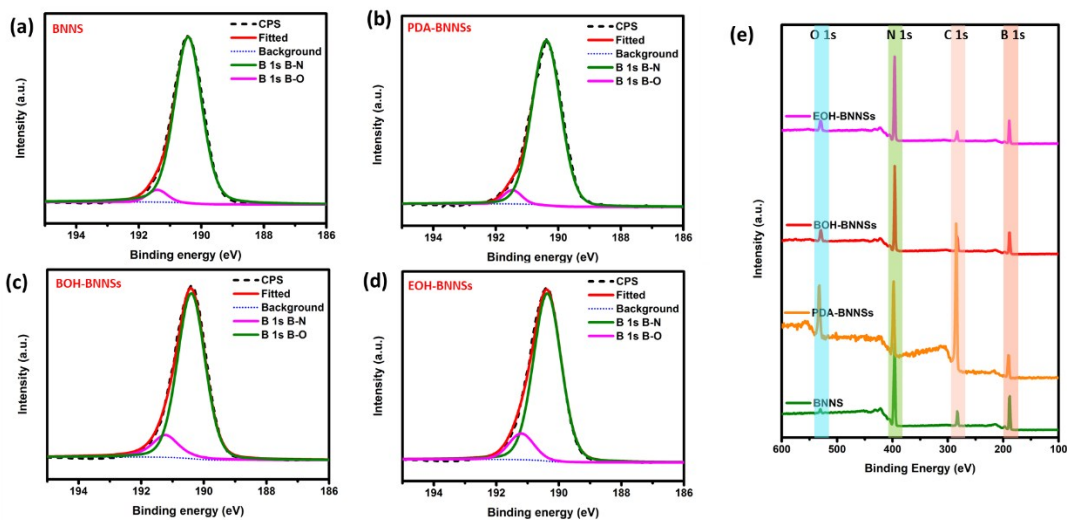 (a)
BNNS
CPS
Fitted
Background
B 1s B-N
B 1s B-O
Intensity (a.u.)
194 192 190 188 186
Binding energy (eV)
(b)
PDA-BNNS
CPS
Fitted
Background
B 1s B-N
B 1s B-O
Intensity (a.u.)
194 192 190 188 186
Binding energy (eV)
(c)
BOH-BNNSs
CPS
Fitted
Background
B 1s B-N
B 1s B-O
Intensity (a.u.)
194 192 190 188 186
Binding energy (eV)
(d)
EOH-BNNSs
CPS
Fitted
Background
B 1s B-N
B 1s B-O
Intensity (a.u.)
194 192 190 188 186
Binding energy (eV)
(e)
O 1s N 1s C 1s B 1s
EOH-BNNSs
BOH-BNNSs
PDA-BNNSs
BNNS
Intensity (a.u.)
600 500 400 300 200 100
Binding Energy (eV)